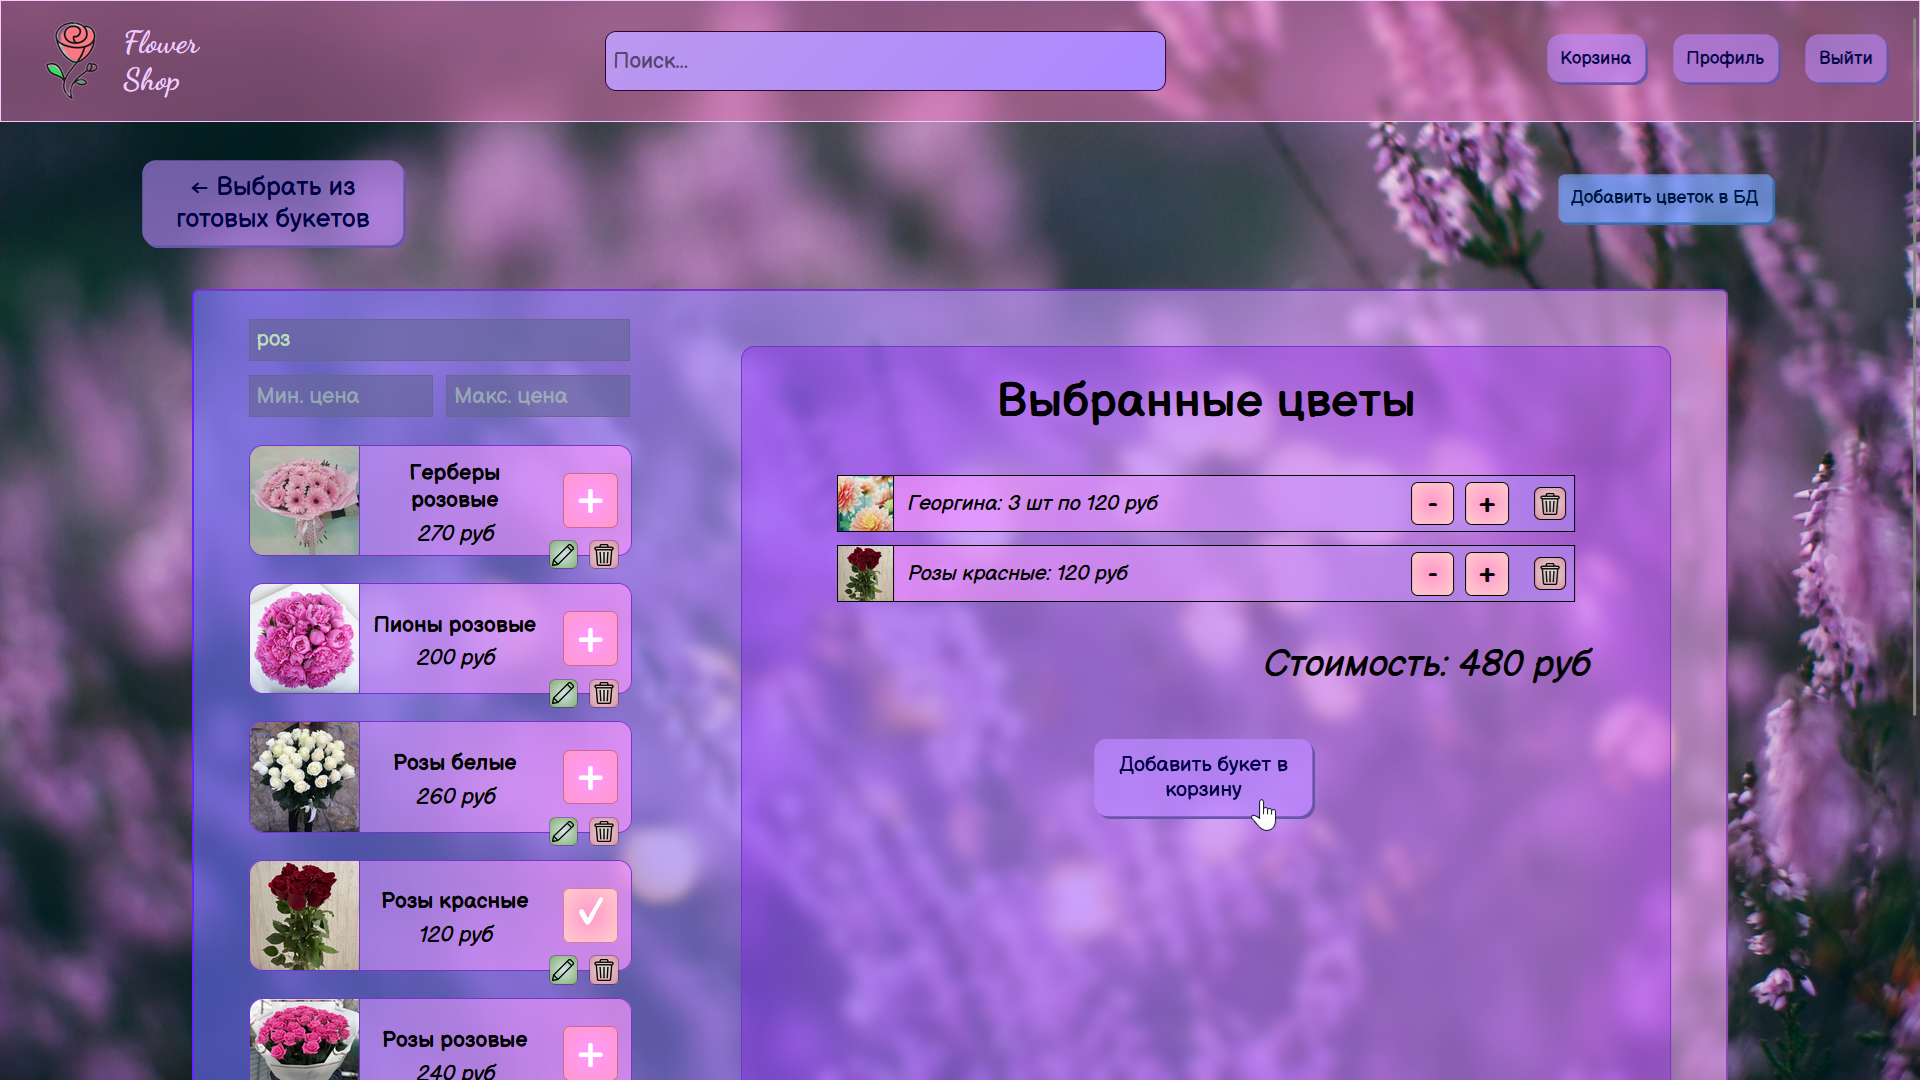 Flower
Shop
Поиск...
Корзина
Профиль
Выйти
← Выбрать из
готовых букетов
Добавить цветок в БД
роз
Мин. цена
Макс. цена
Герберы
розовые
270 руб
Пионы розовые
200 руб
Розы белые
260 руб
Розы красные
120 руб
Розы розовые
240 руб
Выбранные цветы
Георгина: 3 шт по 120 руб
- +
Розы красные: 120 руб
- +
Стоимость: 480 руб
Добавить букет в
корзину